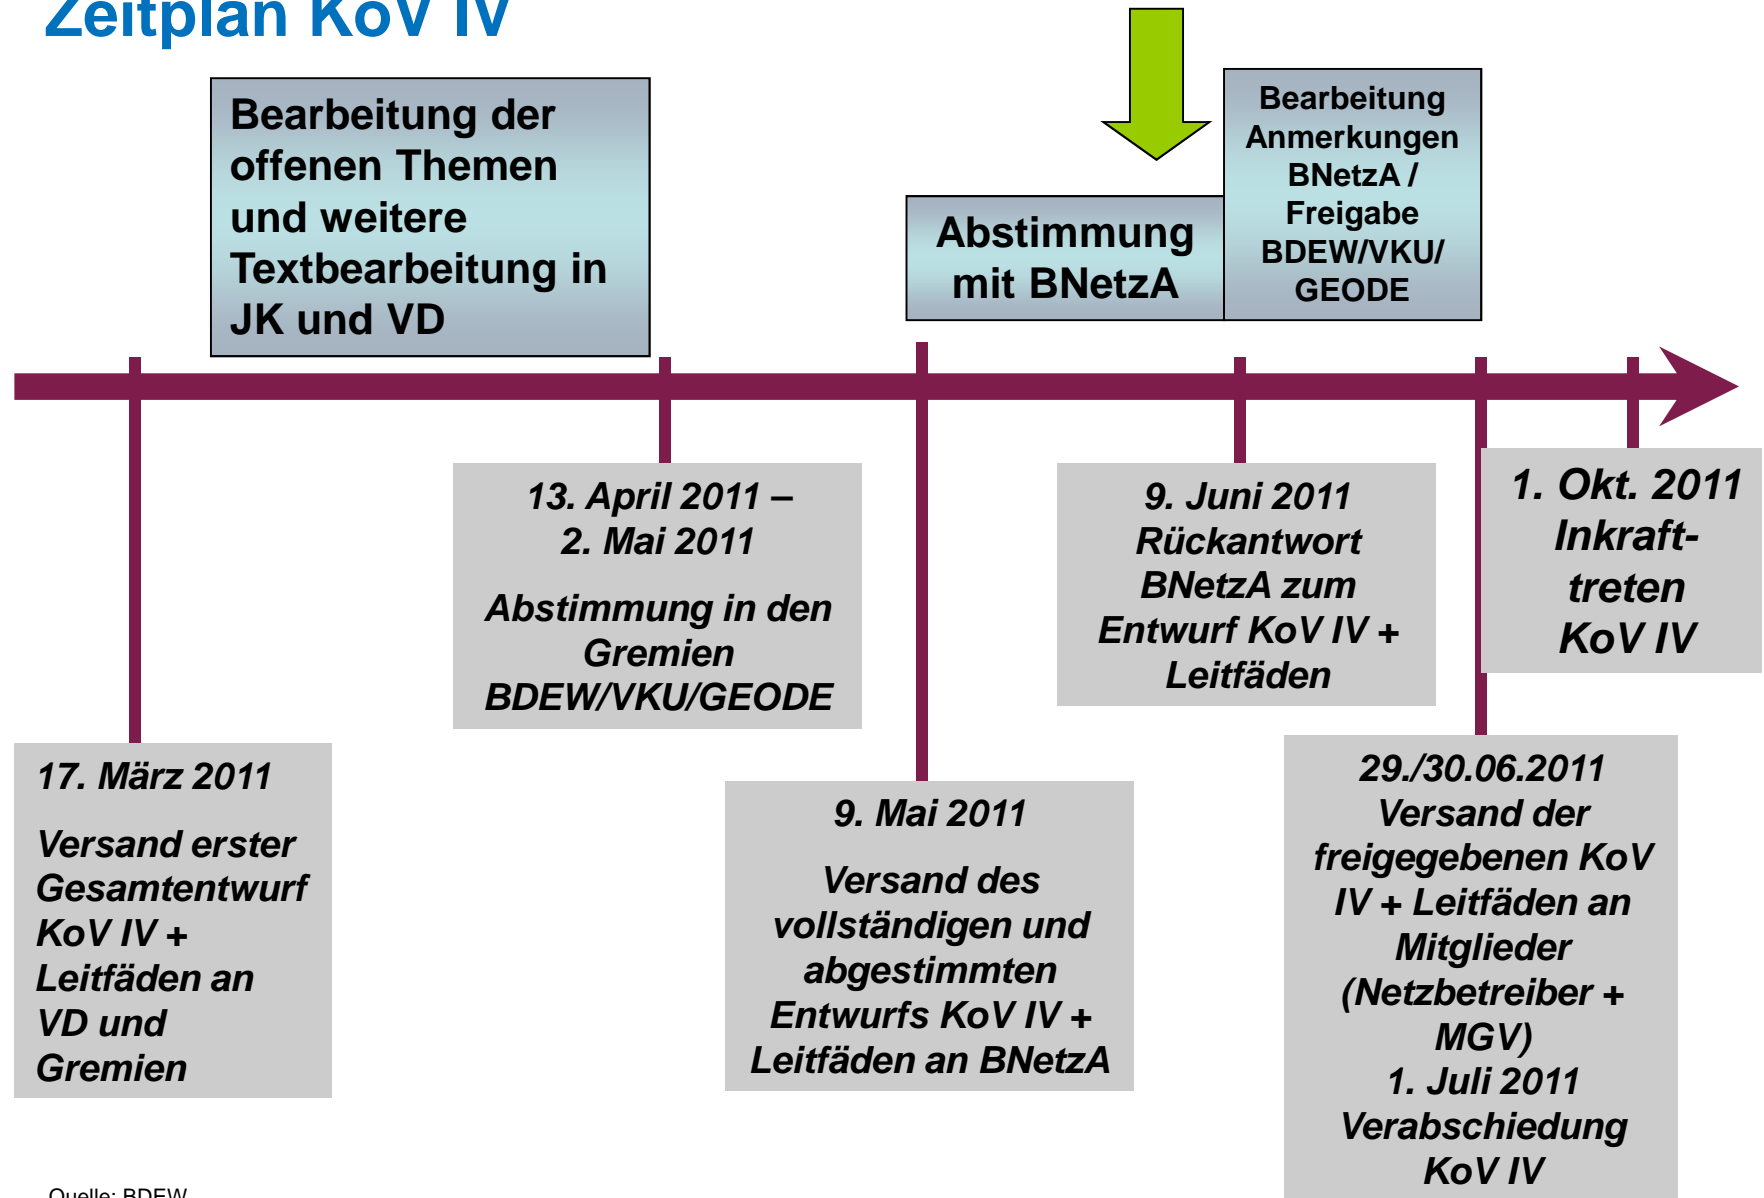 Zeitplan KoV IV
Bearbeitung der
offenen Themen
und weitere
Textbearbeitung in
JK und VD
Abstimmung
mit BNetzA
Bearbeitung
Anmerkungen
BNetzA /
Freigabe
BDEW/VKU/
GEODE
17. März 2011
Versand erster
Gesamtentwurf
KoV IV +
Leitfäden an
VD und
Gremien
13. April 2011 –
2. Mai 2011
Abstimmung in den
Gremien
BDEW/VKU/GEODE
9. Mai 2011
Versand des
vollständigen und
abgestimmten
Entwurfs KoV IV +
Leitfäden an BNetzA
9. Juni 2011
Rückantwort
BNetzA zum
Entwurf KoV IV +
Leitfäden
29./30.06.2011
Versand der
freigegebenen KoV
IV + Leitfäden an
Mitglieder
(Netzbetreiber +
MGV)
1. Juli 2011
Verabschiedung
KoV IV
1. Okt. 2011
Inkraft-
treten
KoV IV
Quelle: BDEW